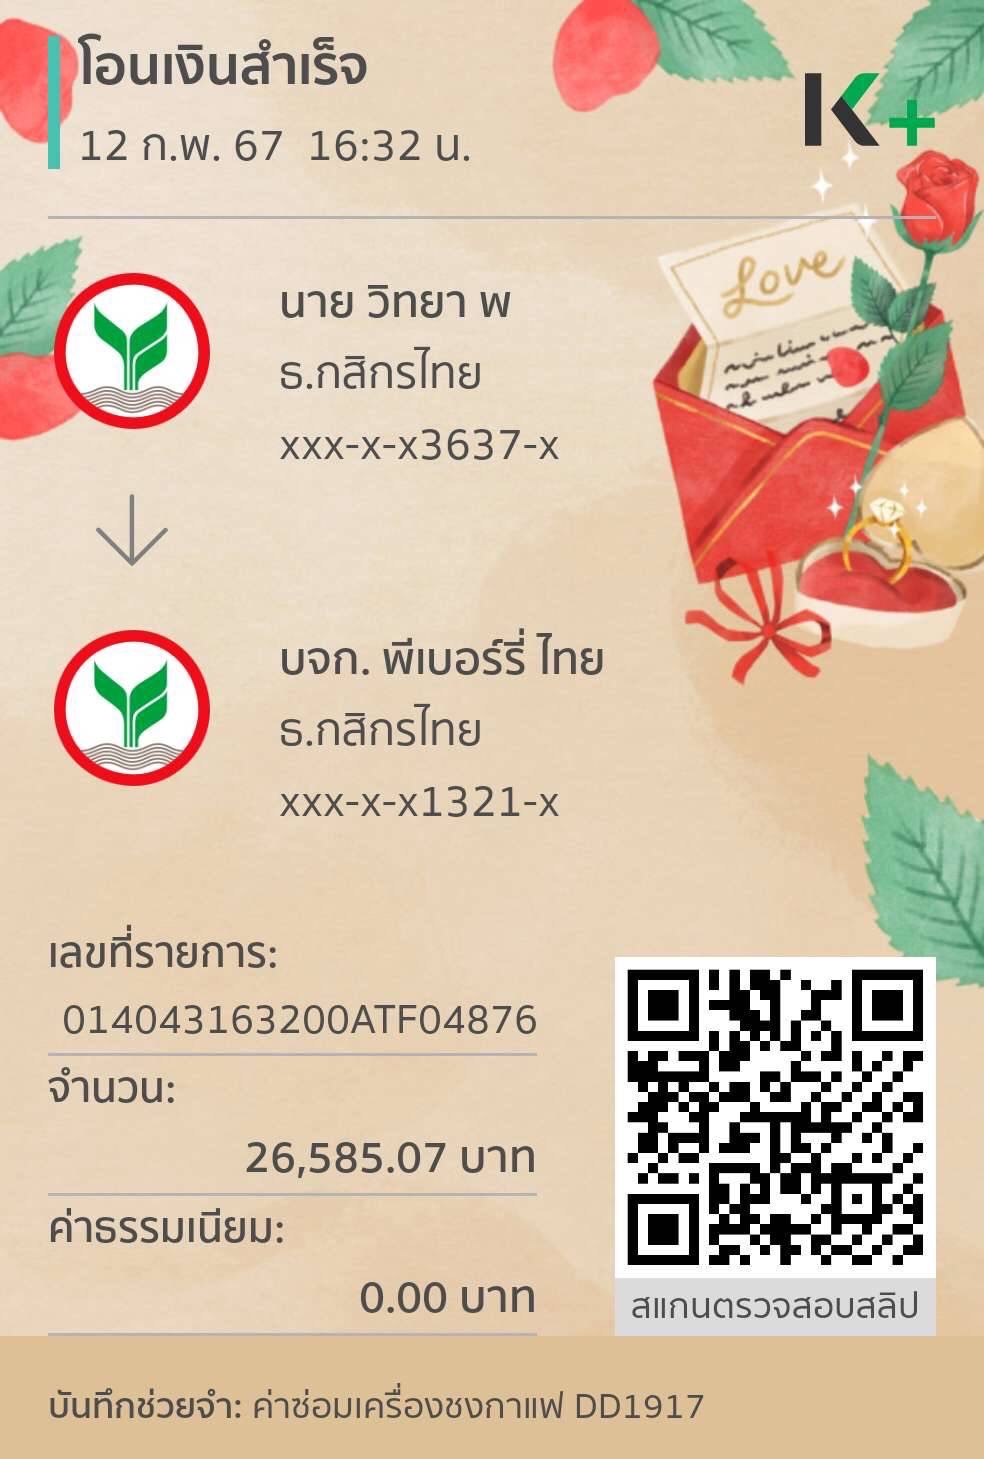 โอนเงินสำเร็จ
12 ก.พ. 67 16:32 น.
K+
Love
นาย วิทยา พ
ธ.กสิกรไทย
xxx-x-x3637-x
บจก. พีเบอร์รี่ ไทย
ธ.กสิกรไทย
xxx-x-x1321-x
เลขที่รายการ:
014043163200ATF04876
จำนวน:
26,585.07 บาท
ค่าธรรมเนียม:
0.00 บาท
สแกนตรวจสอบสลิป
บันทึกช่วยจำ: ค่าซ่อมเครื่องชงกาแฟ DD1917